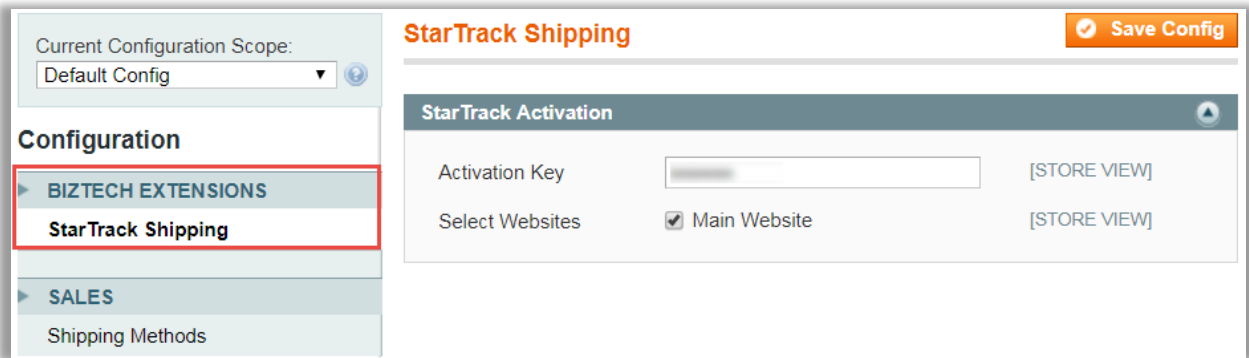 Current Configuration Scope:
Default Config
Configuration
BIZTECH EXTENSIONS
StarTrack Shipping
SALES
Shipping Methods
StarTrack Shipping
Save Config
StarTrack Activation
Activation Key [STORE VIEW]
Select Websites Main Website [STORE VIEW]